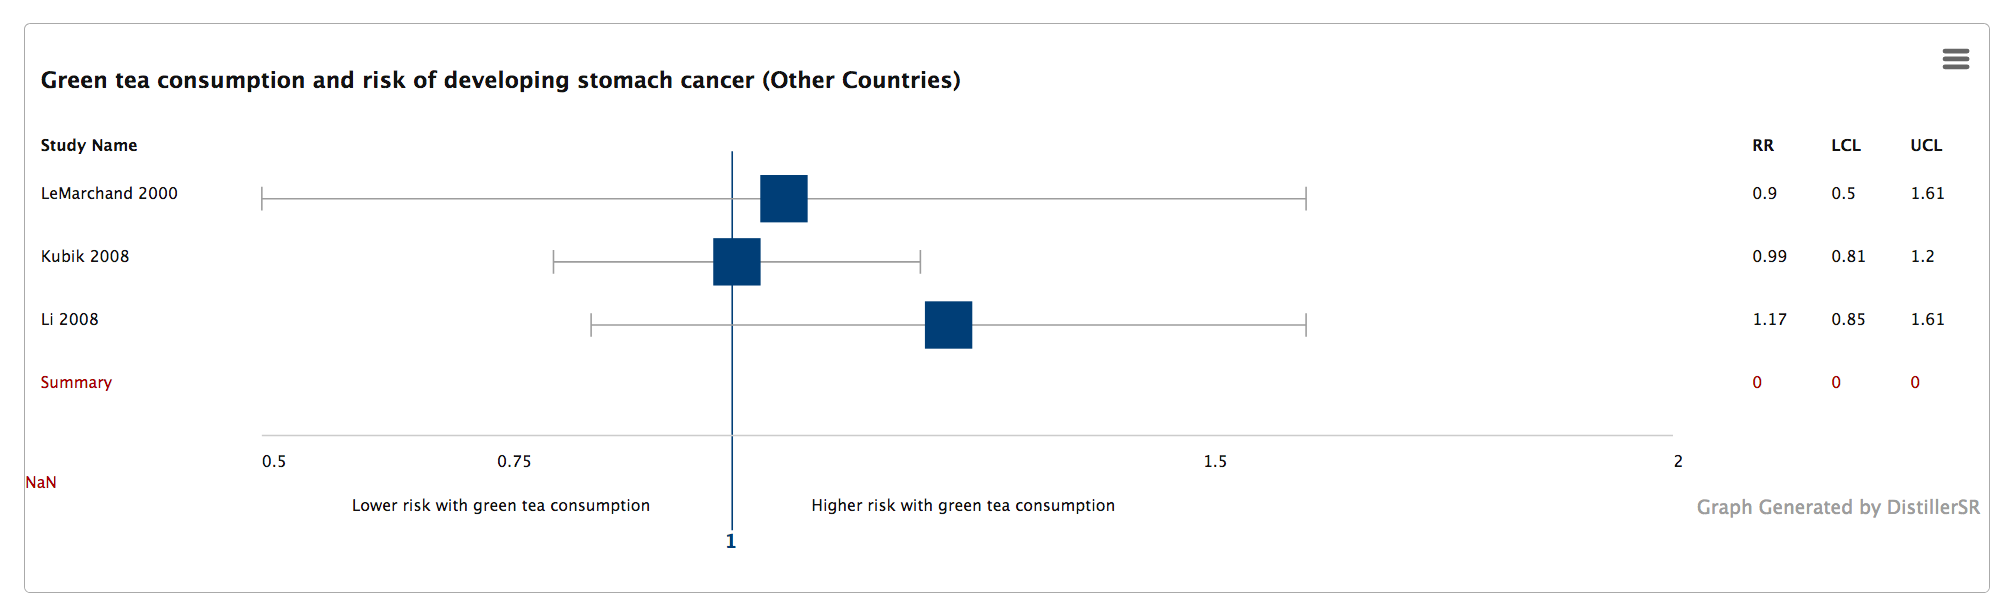 Green tea consumption and risk of developing stomach cancer (Other Countries)
Study Name RR LCL UCL
LeMarchand 2000 0.9 0.5 1.61
Kubik 2008 0.99 0.81 1.2
Li 2008 1.17 0.85 1.61
Summary 0 0 0
0.5 0.75 1.5 2
NaN
Lower risk with green tea consumption Higher risk with green tea consumption
Graph Generated by DistillerSR
1